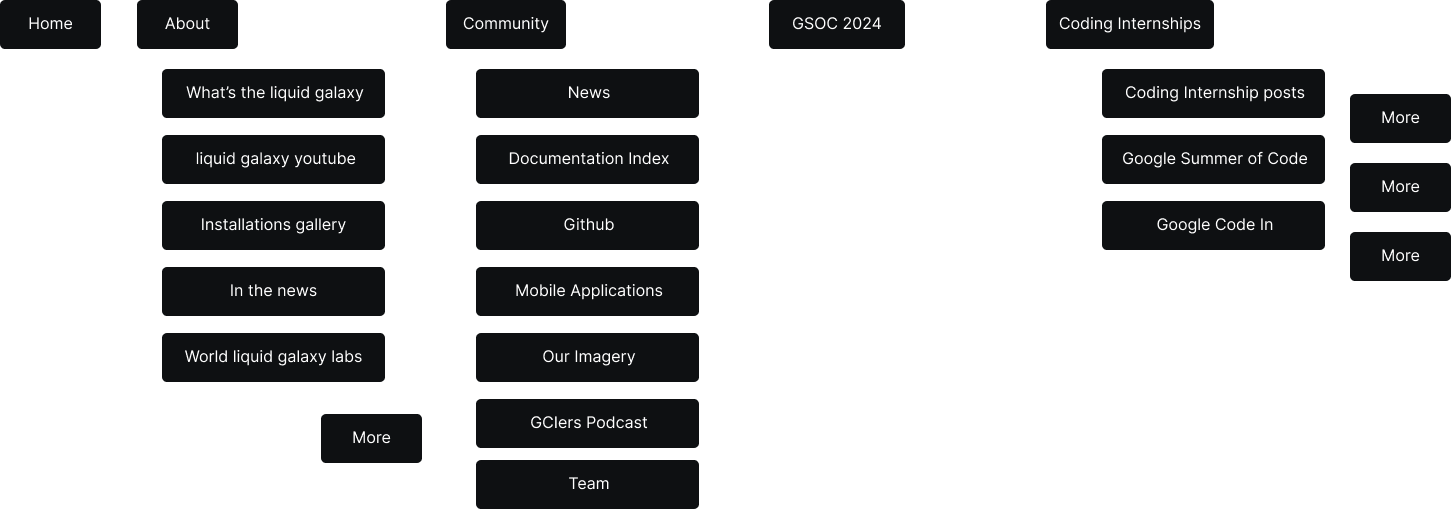 Home
About
Community
GSOC 2024
Coding Internships
What’s the liquid galaxy
liquid galaxy youtube
Installations gallery
In the news
World liquid galaxy labs
More
News
Documentation Index
Github
Mobile Applications
Our Imagery
GCIers Podcast
Team
Coding Internship posts
Google Summer of Code
Google Code In
More
More
More